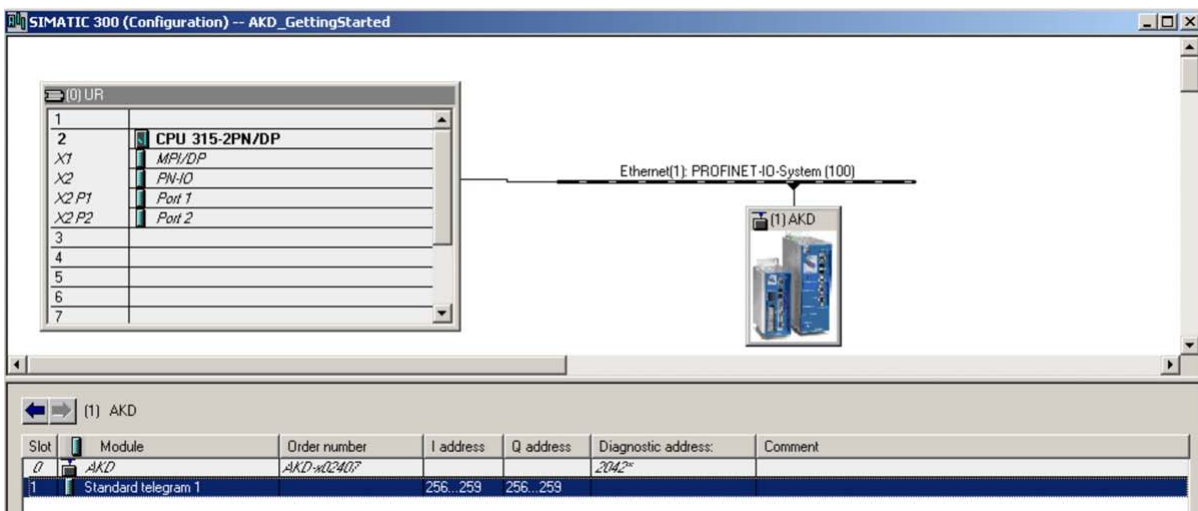 SIMATIC 300 (Configuration) -- AKD_GettingStarted
(0) UR
1
2 CPU 315-2PN/DP
X1 MPI/DP
X2 PN-IO
X2 P1 Port 1
X2 P2 Port 2
3
4
5
6
7
Ethernet(1): PROFINET-IO-System (100)
(1) AKD
(1) AKD
Slot Module Order number I address Q address Diagnostic address: Comment
0 AKD AKD-x02407 2042*
1 Standard telegram 1 256...259 256...259